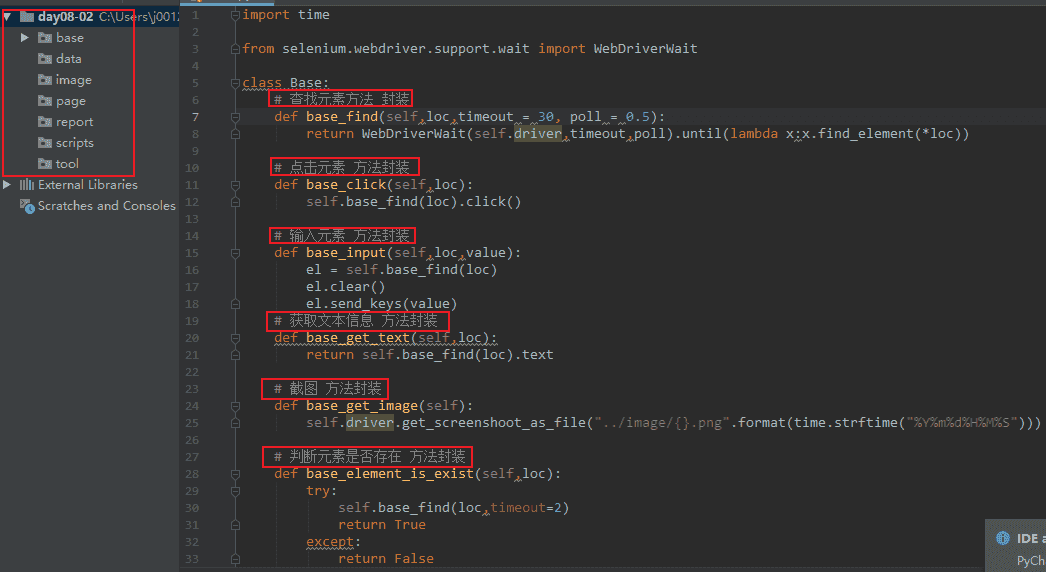 day08-02 C:\Users\j0012
base
data
image
page
report
scripts
tool
External Libraries
Scratches and Consoles
1 import time
2
3 from selenium.webdriver.support.wait import WebDriverWait
4
5 class Base:
6 # 查找元素方法 封装
7 def base_find(self,loc,timeout = 30, poll = 0.5):
8 return WebDriverWait(self.driver,timeout,poll).until(lambda x:x.find_element(*loc))
9
10 # 点击元素 方法封装
11 def base_click(self,loc):
12 self.base_find(loc).click()
13
14 # 输入元素 方法封装
15 def base_input(self,loc,value):
16 el = self.base_find(loc)
17 el.clear()
18 el.send_keys(value)
19 # 获取文本信息 方法封装
20 def base_get_text(self,loc):
21 return self.base_find(loc).text
22
23 # 截图 方法封装
24 def base_get_image(self):
25 self.driver.get_screenshot_as_file("../image/{}.png".format(time.strftime("%Y%m%d%H%M%S")))
26
27 # 判断元素是否存在 方法封装
28 def base_element_is_exist(self,loc):
29 try:
30 self.base_find(loc,timeout=2)
31 return True
32 except:
33 return False
IDE a
PyCh